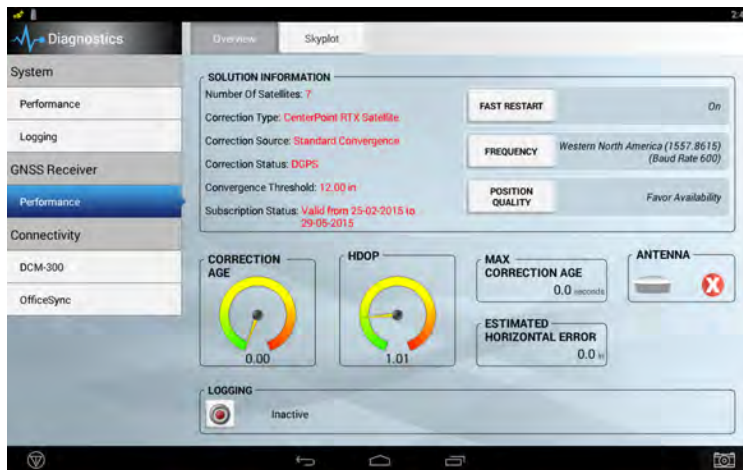 2:4
Diagnostics
Overview
Skyplot
System
Performance
Logging
GNSS Receiver
Performance
Connectivity
DCM-300
OfficeSync
SOLUTION INFORMATION
Number Of Satellites: 7
Correction Type: CenterPoint RTX Satellite
Correction Source: Standard Convergence
Correction Status: DGPS
Convergence Threshold: 12.00 in
Subscription Status: Valid from 25-02-2015 to
29-05-2015
FAST RESTART
On
FREQUENCY
Western North America (1557.8615)
(Baud Rate 600)
POSITION
QUALITY
Favor Availability
CORRECTION
AGE
0.00
HDOP
1.01
MAX
CORRECTION AGE
0.0 seconds
ESTIMATED
HORIZONTAL ERROR
0.0 in
ANTENNA
LOGGING
Inactive